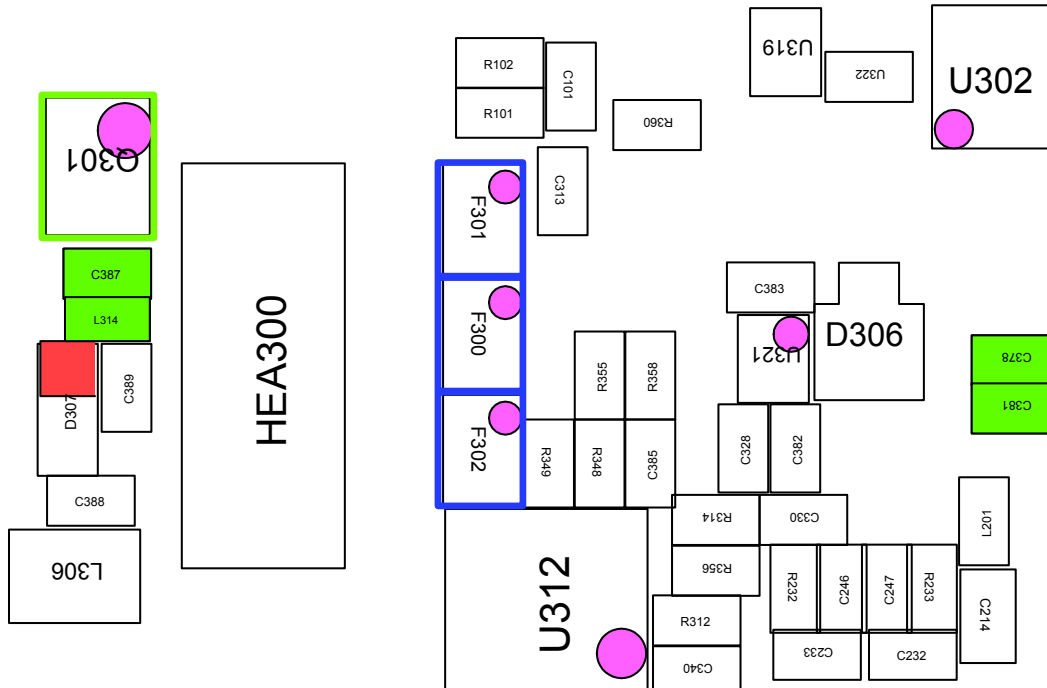 U319
U322
U302
R102
C101
R101
R360
Q301
C313
F301
C387
L314
HEA300
F300
C383
U321
D306
C378
C381
D307
C389
R355
R358
F302
R349
R348
C385
C328
C382
C388
R314
C330
L201
L306
U312
R356
R232
C246
C247
R233
C214
R312
C340
C233
C232